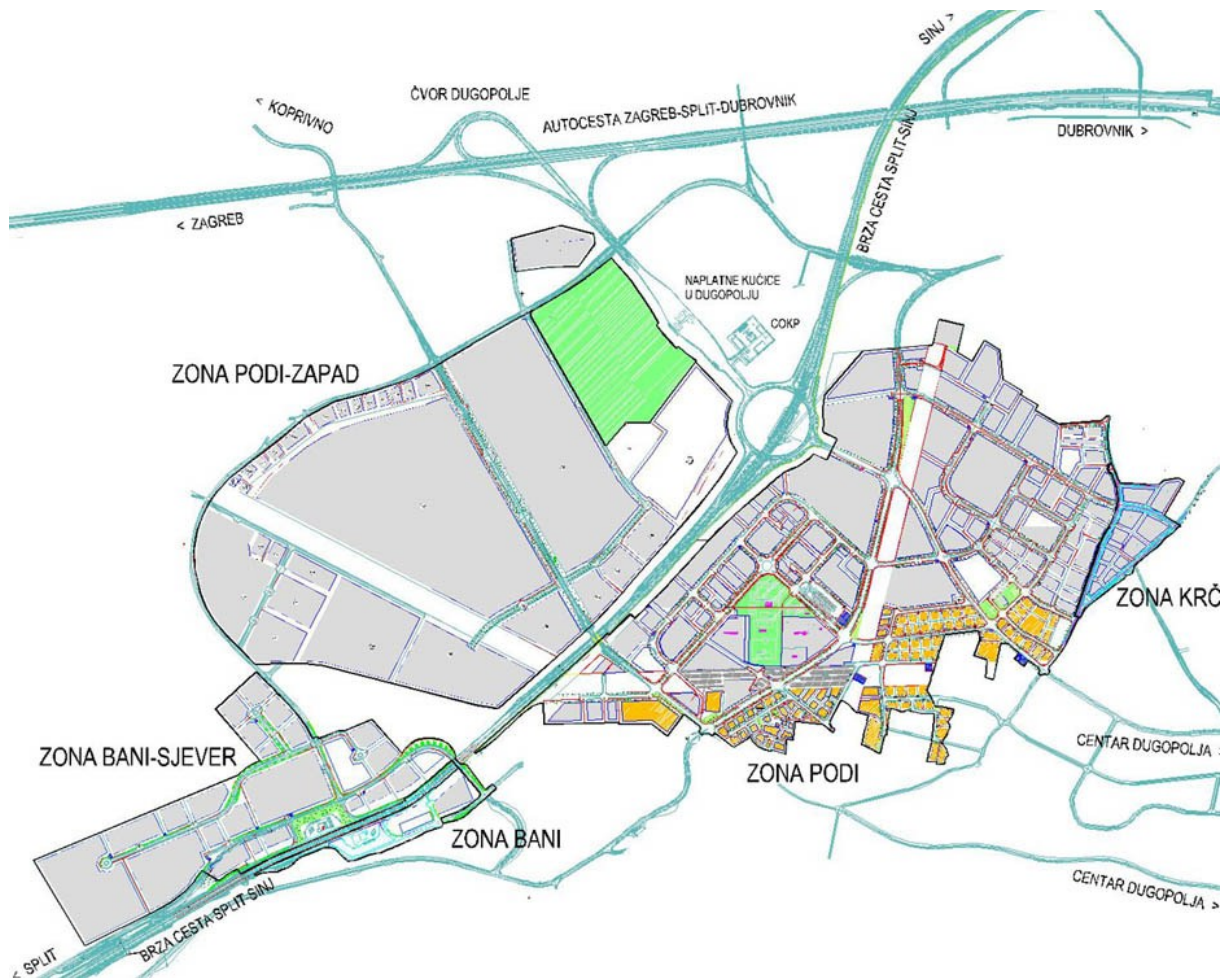 SINJ >
ČVOR DUGOPOLJE
< KOPRIVNO
AUTOCESTA ZAGREB-SPLIT-DUBROVNIK
DUBROVNIK >
BRZA CESTA SPLIT-SINJ
< ZAGREB
NAPLATNE KUĆICE
U DUGOPOLJU
COKP
ZONA PODI-ZAPAD
ZONA KRČ
ZONA BANI-SJEVER
ZONA PODI
CENTAR DUGOPOLJA >
ZONA BANI
CENTAR DUGOPOLJA >
BRZA CESTA SPLIT-SINJ
< SPLIT